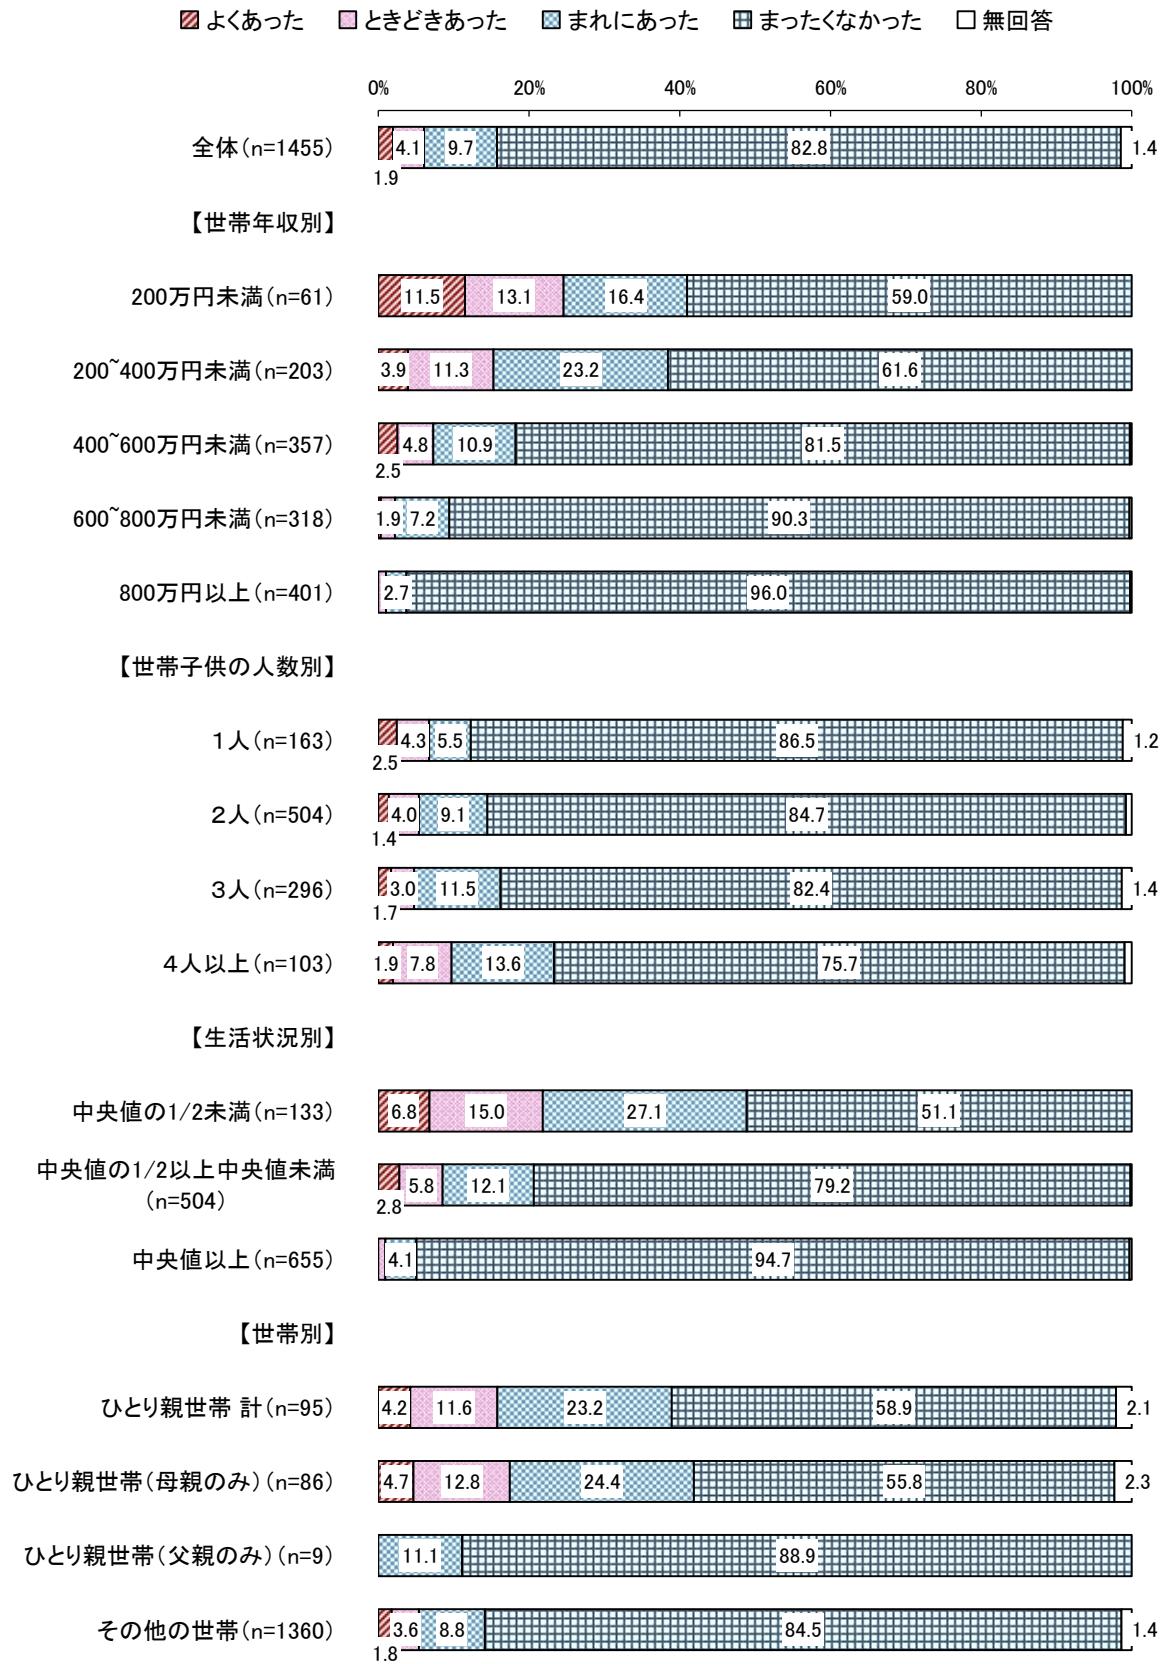 よくあった ときどきあった まれにあった まったくなかった 無回答
0% 20% 40% 60% 80% 100%
全体(n=1455) 4.1 9.7 82.8 1.4
1.9
【世帯年収別】
200万円未満(n=61) 11.5 13.1 16.4 59.0
200~400万円未満(n=203) 3.9 11.3 23.2 61.6
400~600万円未満(n=357) 4.8 10.9 81.5
2.5
600~800万円未満(n=318) 1.9 7.2 90.3
800万円以上(n=401) 2.7 96.0
【世帯子供の人数別】
1人(n=163) 4.3 5.5 86.5 1.2
2.5
2人(n=504) 4.0 9.1 84.7
1.4
3人(n=296) 3.0 11.5 82.4 1.4
1.7
4人以上(n=103) 1.9 7.8 13.6 75.7
【生活状況別】
中央値の1/2未満(n=133) 6.8 15.0 27.1 51.1
中央値の1/2以上中央値未満
(n=504) 5.8 12.1 79.2
2.8
中央値以上(n=655) 4.1 94.7
【世帯別】
ひとり親世帯 計(n=95) 4.2 11.6 23.2 58.9 2.1
ひとり親世帯(母親のみ)(n=86) 4.7 12.8 24.4 55.8 2.3
ひとり親世帯(父親のみ)(n=9) 11.1 88.9
その他の世帯(n=1360) 3.6 8.8 84.5 1.4
1.8